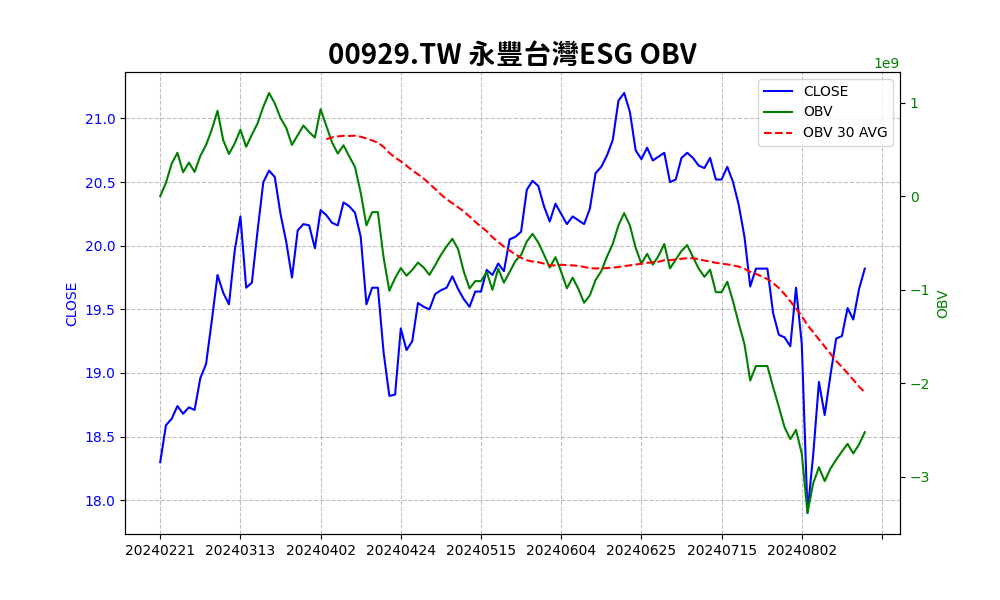 00929.TW 永豐台灣ESG OBV
1e9
CLOSE
OBV
OBV 30 AVG
21.0
20.5
20.0
19.5
19.0
18.5
18.0
CLOSE
1
0
−1
−2
−3
OBV
20240221 20240313 20240402 20240424 20240515 20240604 20240625 20240715 20240802